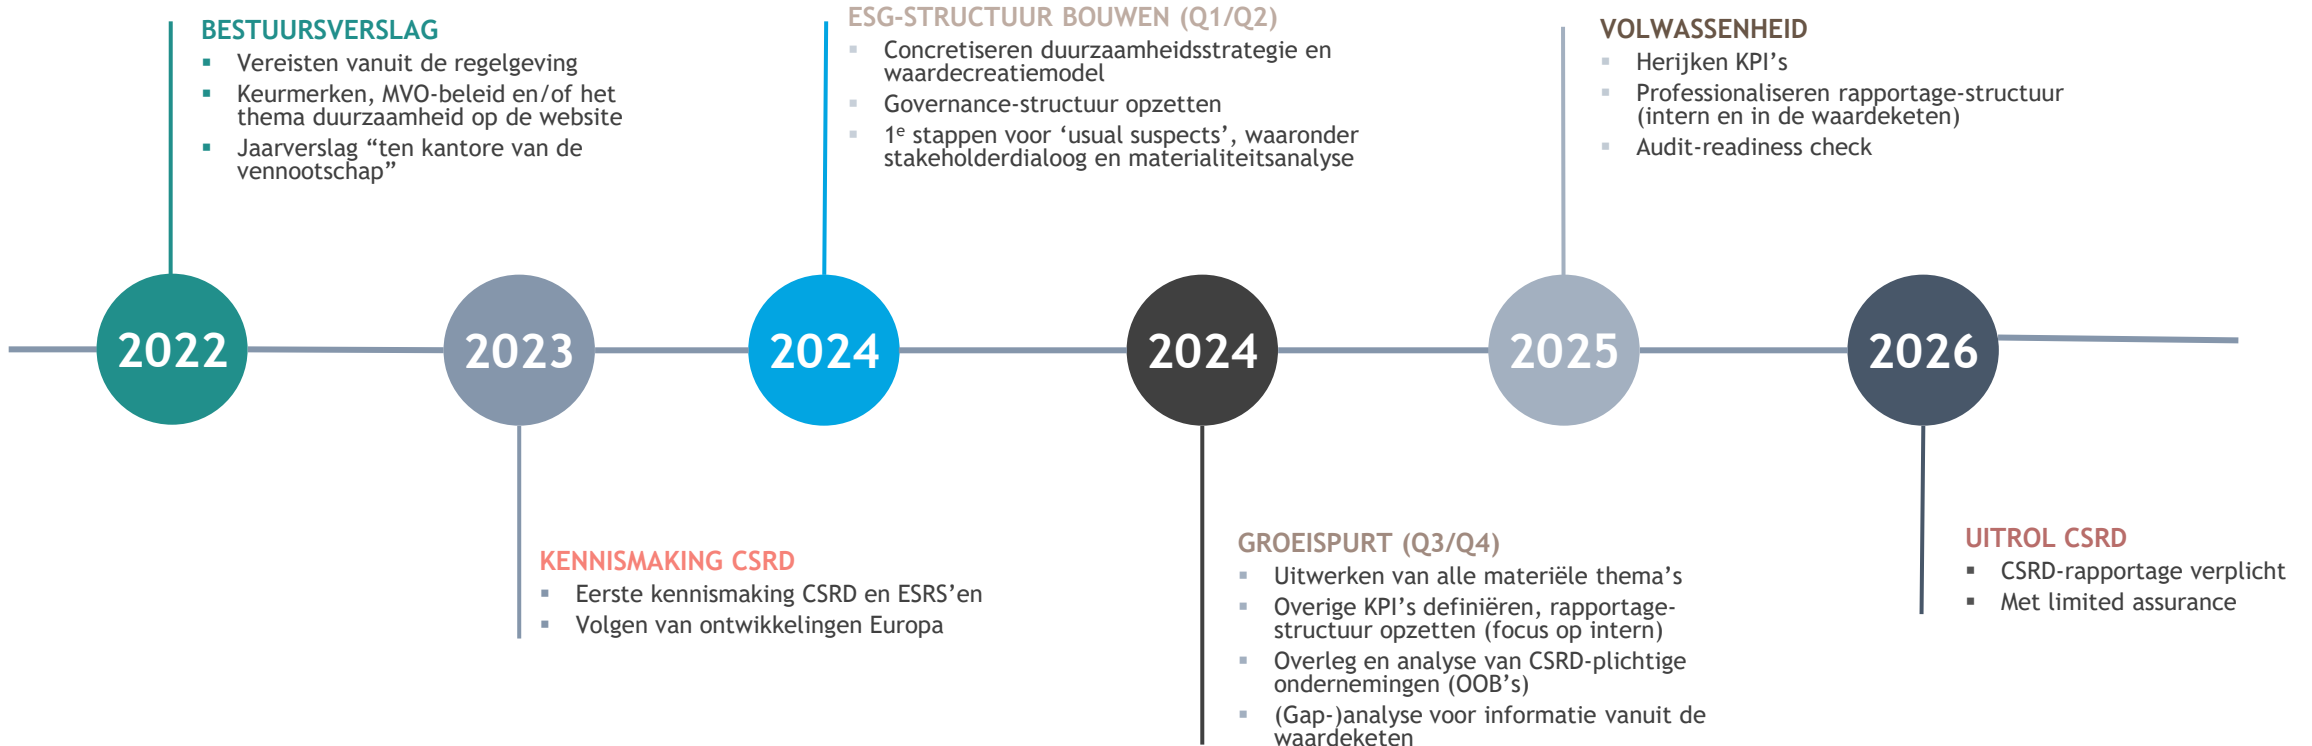 BESTUURSVERSLAG
▪ Vereisten vanuit de regelgeving
▪ Keurmerken, MVO-beleid en/of het
thema duurzaamheid op de website
▪ Jaarverslag “ten kantore van de
vennootschap”
ESG-STRUCTUUR BOUWEN (Q1/Q2)
▪ Concretiseren duurzaamheidsstrategie en
waardecreatiemodel
▪ Governance-structuur opzetten
▪ 1e stappen voor ‘usual suspects’, waaronder
stakeholderdialoog en materialiteitsanalyse
VOLWASSENHEID
▪ Herijken KPI’s
▪ Professionaliseren rapportage-structuur
(intern en in de waardeketen)
▪ Audit-readiness check
2022
2023
2024
2024
2025
2026
KENNISMAKING CSRD
▪ Eerste kennismaking CSRD en ESRS’en
▪ Volgen van ontwikkelingen Europa
GROEISPURT (Q3/Q4)
▪ Uitwerken van alle materiële thema’s
▪ Overige KPI’s definiëren, rapportage-
structuur opzetten (focus op intern)
▪ Overleg en analyse van CSRD-plichtige
ondernemingen (OOB’s)
▪ (Gap-)analyse voor informatie vanuit de
waardeketen
UITROL CSRD
▪ CSRD-rapportage verplicht
▪ Met limited assurance